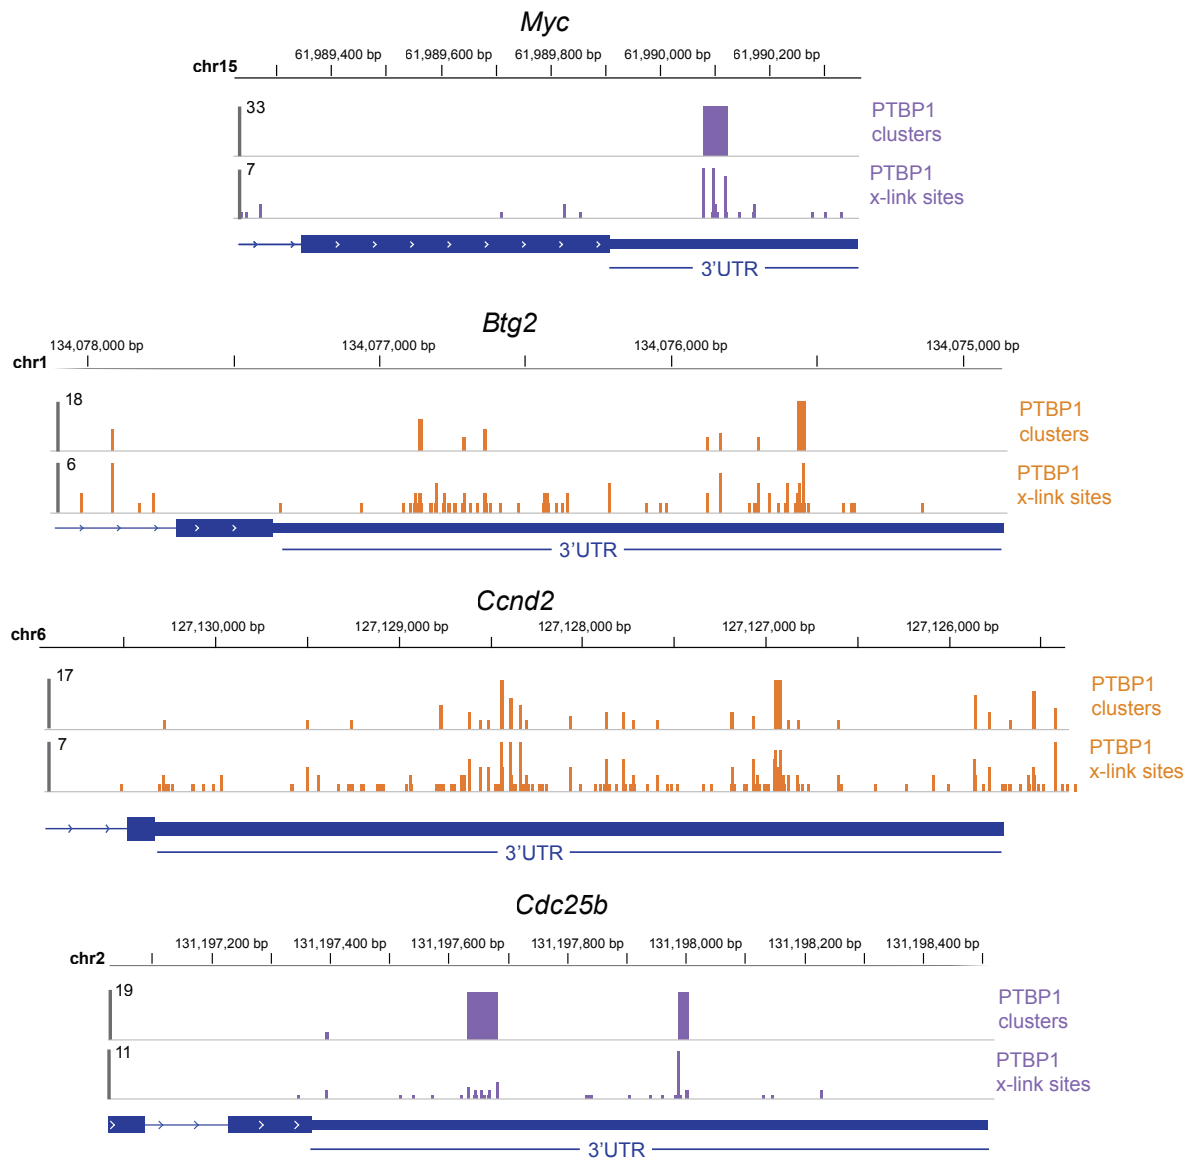 Myc
61,989,400 bp 61,989,600 bp 61,989,800 bp 61,990,000 bp 61,990,200 bp
chr15
33
PTBP1
clusters
7
PTBP1
x-link sites
3'UTR
Btg2
134,078,000 bp 134,077,000 bp 134,076,000 bp 134,075,000 bp
chr1
18
PTBP1
clusters
6
PTBP1
x-link sites
3'UTR
Ccnd2
127,130,000 bp 127,129,000 bp 127,128,000 bp 127,127,000 bp 127,126,000 bp
chr6
17
PTBP1
clusters
7
PTBP1
x-link sites
3'UTR
Cdc25b
131,197,200 bp 131,197,400 bp 131,197,600 bp 131,197,800 bp 131,198,000 bp 131,198,200 bp 131,198,400 bp
chr2
19
PTBP1
clusters
11
PTBP1
x-link sites
3'UTR